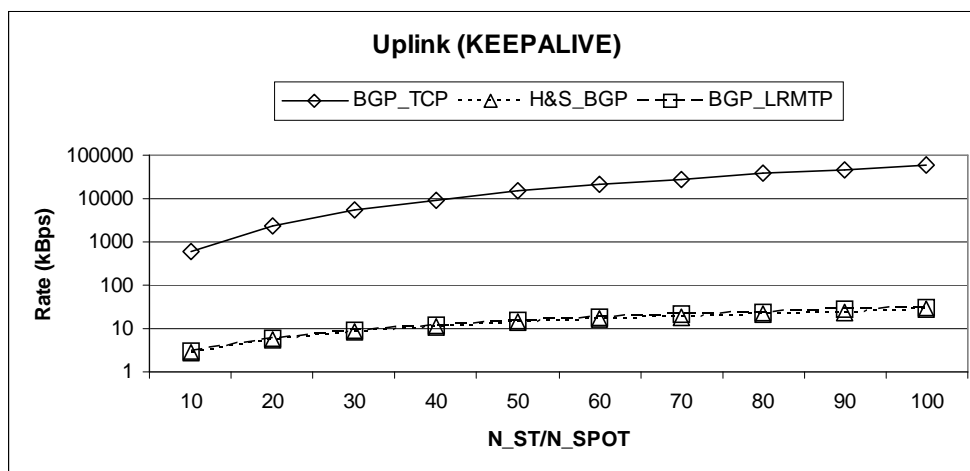 Uplink (KEEPALIVE)
BGP_TCP H&S_BGP BGP_LRMTP
100000
10000
1000
100
10
1
Rate (kBps)
10 20 30 40 50 60 70 80 90 100
N_ST/N_SPOT